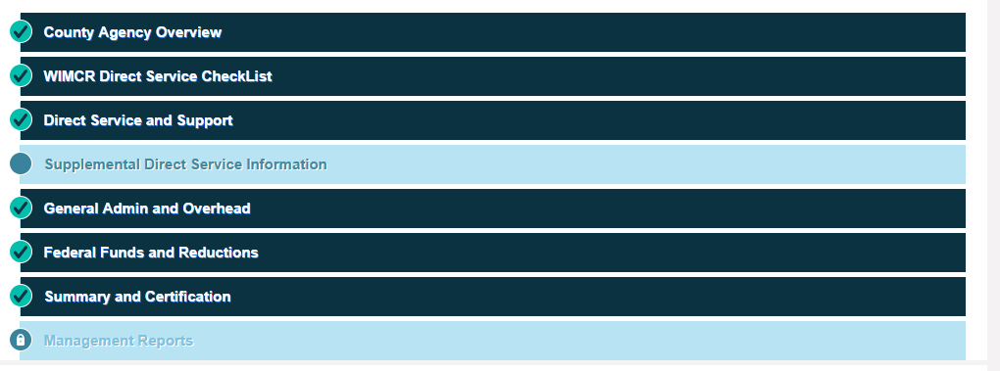 County Agency Overview
WIMCR Direct Service CheckList
Direct Service and Support
Supplemental Direct Service Information
General Admin and Overhead
Federal Funds and Reductions
Summary and Certification
Management Reports